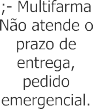 ;- Multifarma
Não atende o
prazo de
entrega,
pedido
emergencial.